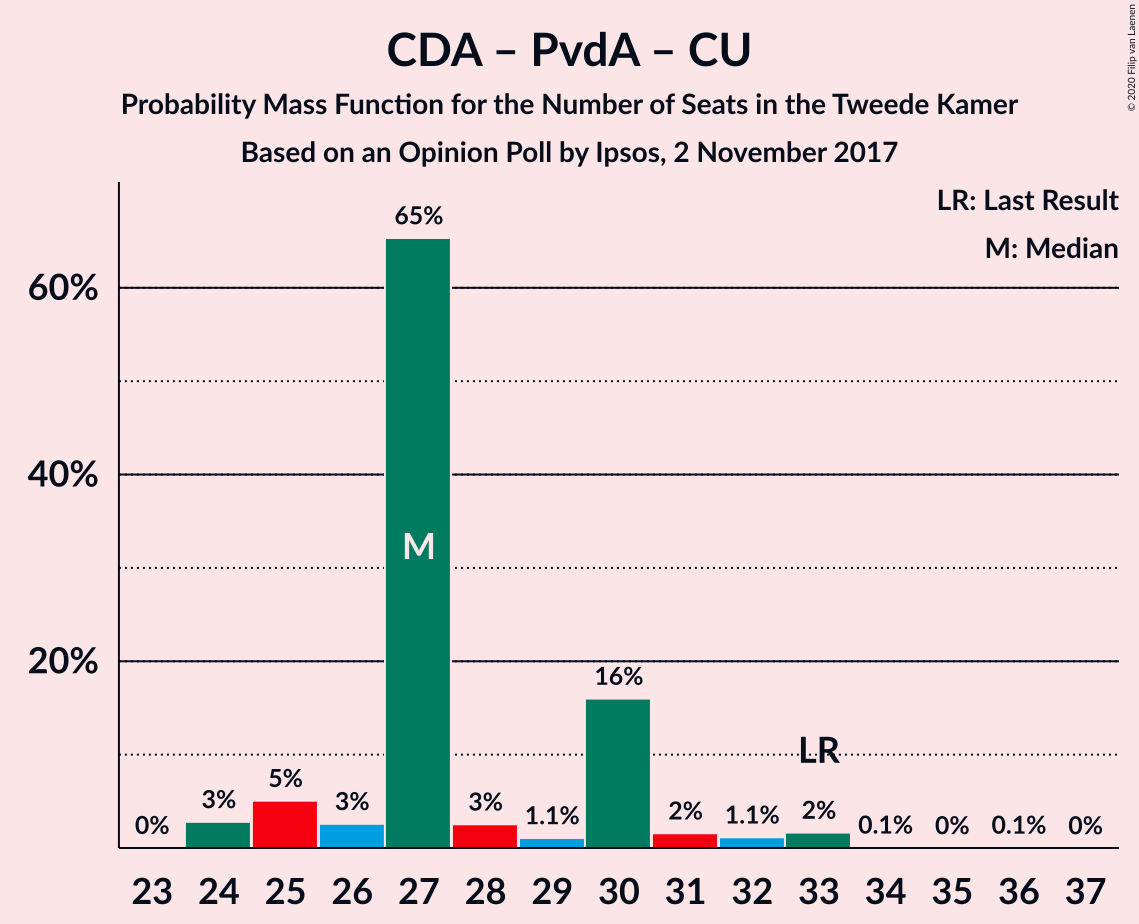 CDA – PvdA – CU
Probability Mass Function for the Number of Seats in the Tweede Kamer
Based on an Opinion Poll by Ipsos, 2 November 2017
© 2020 Filip van Laenen
LR: Last Result
M: Median
60%
40%
20%
0%
3%
5%
3%
65%
M
3%
1.1%
16%
2%
1.1%
2%
LR
0.1%
0%
0.1%
0%
23 24 25 26 27 28 29 30 31 32 33 34 35 36 37